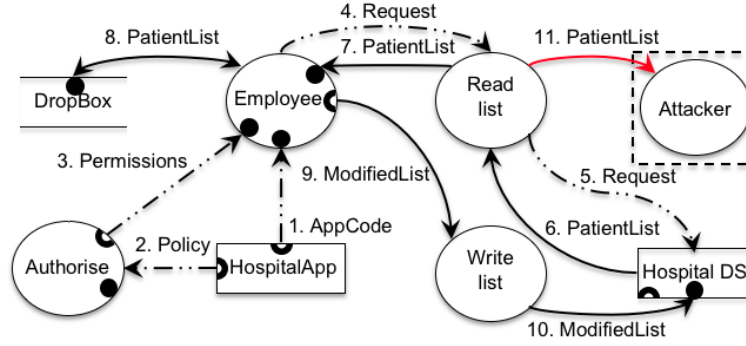 4. Request
8. PatientList
7. PatientList
11. PatientList
DropBox
Employee
Read
list
Attacker
3. Permissions
9. ModifiedList
5. Request
1. AppCode
6. PatientList
2. Policy
Authorise
HospitalApp
Write
list
Hospital DS
10. ModifiedList